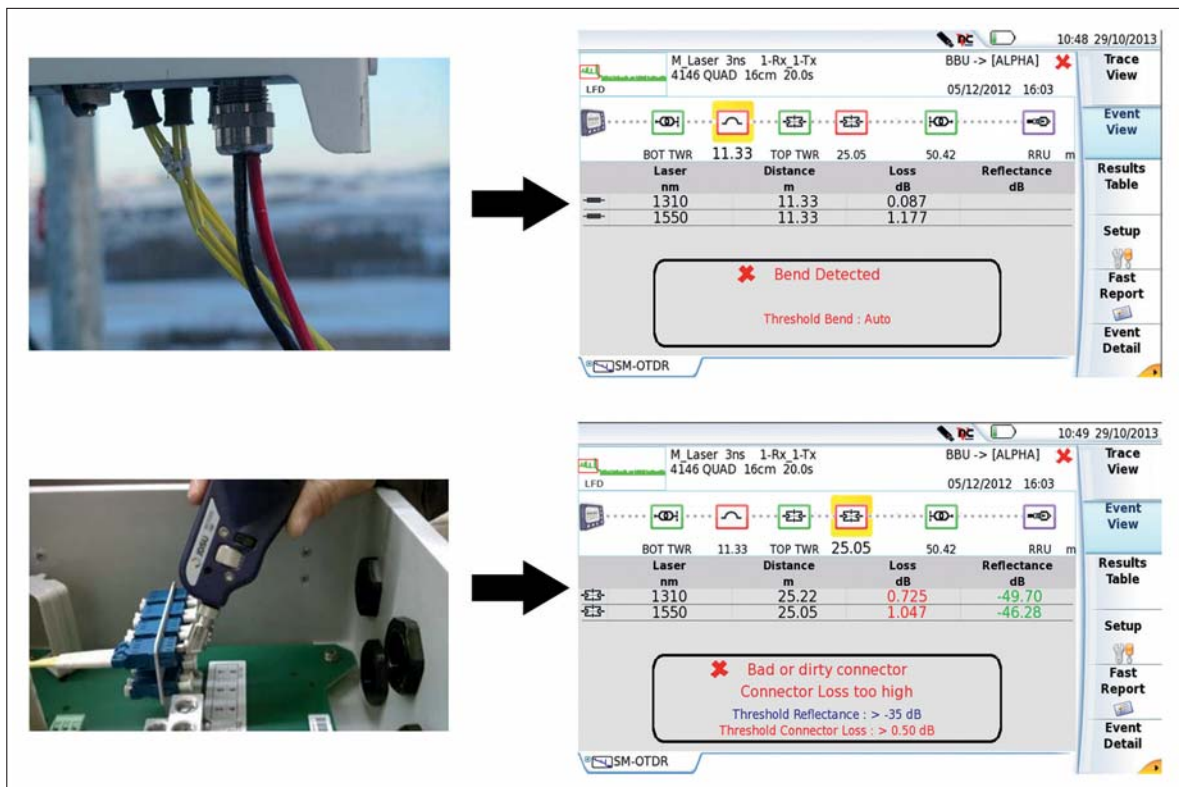 10:48 29/10/2013
M_Laser 3ns 1-Rx_1-Tx BBU -> [ALPHA]
4146 QUAD 16cm 20.0s
LFD
05/12/2012 16:03
BOT TWR 11.33 TOP TWR 25.05 50.42 RRU m
Laser Distance Loss Reflectance
nm m dB dB
1310 11.33 0.087
1550 11.33 1.177
Bend Detected
Threshold Bend : Auto
SM-OTDR
Trace
View
Event
View
Results
Table
Setup
Fast
Report
Event
Detail
10:49 29/10/2013
M_Laser 3ns 1-Rx_1-Tx BBU -> [ALPHA]
4146 QUAD 16cm 20.0s
LFD
05/12/2012 16:03
BOT TWR 11.33 TOP TWR 25.05 50.42 RRU m
Laser Distance Loss Reflectance
nm m dB dB
1310 25.22 0.725 -49.70
1550 25.05 1.047 -46.28
Bad or dirty connector
Connector Loss too high
Threshold Reflectance : > -35 dB
Threshold Connector Loss : > 0.50 dB
SM-OTDR
Trace
View
Event
View
Results
Table
Setup
Fast
Report
Event
Detail